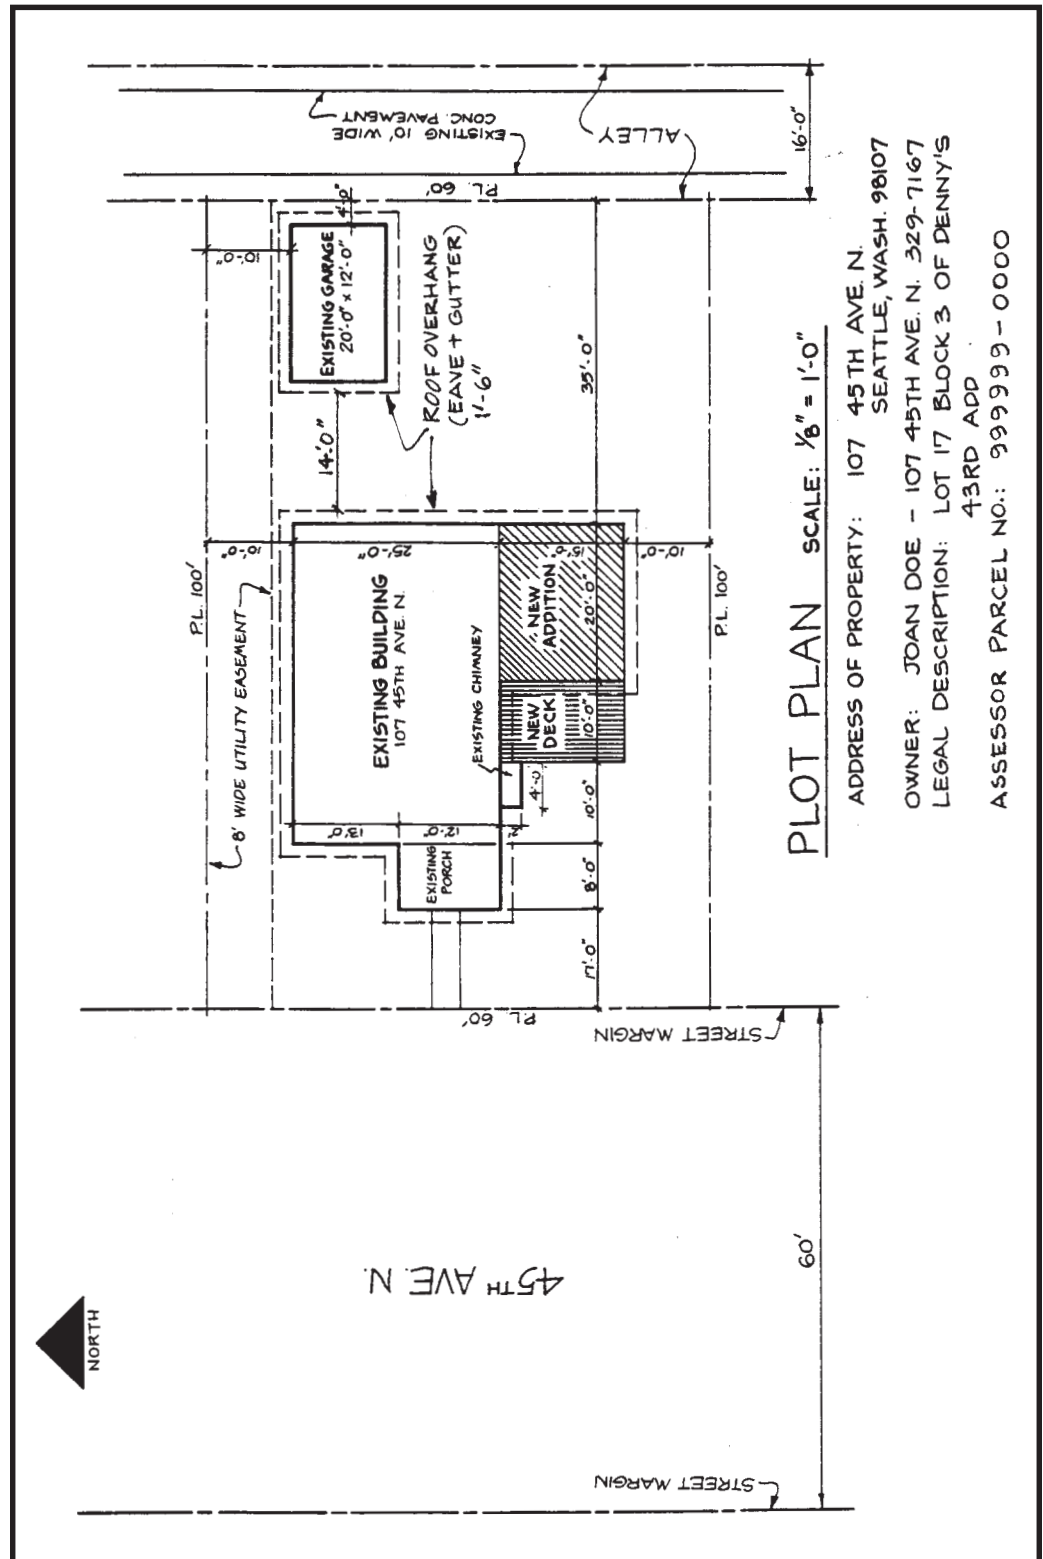 EXISTING 10' WIDE
CONC. PAVEMENT
ALLEY
16'-0"
P.L. 60'
4'-0"
10'-0"
EXISTING GARAGE
20'-0" x 12'-0"
ROOF OVERHANG
(EAVE + GUTTER)
1'-6"
14'-0"
35'-0"
P.L. 100'
8' WIDE UTILITY EASEMENT
10'-0"
25'-0"
15'-0"
10'-0"
EXISTING BUILDING
107 45TH AVE. N.
NEW
ADDITION
20'-0"
P.L. 100'
EXISTING CHIMNEY
NEW
DECK
10'-0"
4'-0"
10'-0"
13'-0"
12'-0"
2'
EXISTING
PORCH
8'-0"
17'-0"
P.L. 60'
STREET MARGIN
60'
45TH AVE. N.
STREET MARGIN
NORTH
PLOT PLAN SCALE: 1/8" = 1'-0"
ADDRESS OF PROPERTY: 107 45TH AVE. N.
SEATTLE, WASH. 98107
OWNER: JOAN DOE - 107 45TH AVE. N. 329-7167
LEGAL DESCRIPTION: LOT 17 BLOCK 3 OF DENNY'S
43RD ADD
ASSESSOR PARCEL NO.: 999999-0000